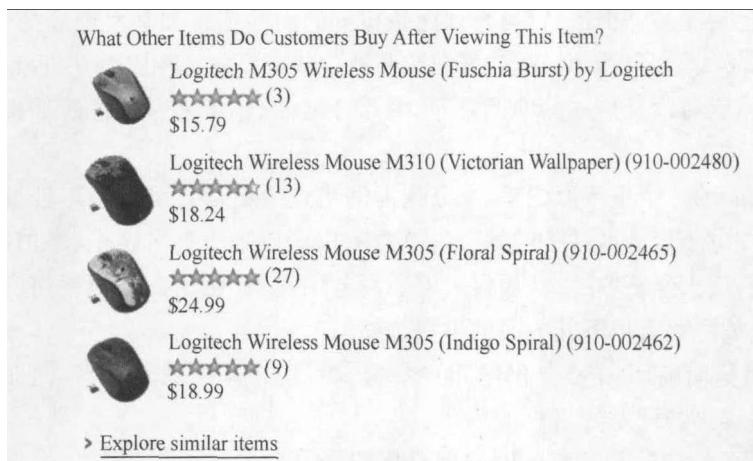 What Other Items Do Customers Buy After Viewing This Item?
Logitech M305 Wireless Mouse (Fuschia Burst) by Logitech
(3)
$15.79
Logitech Wireless Mouse M310 (Victorian Wallpaper) (910-002480)
(13)
$18.24
Logitech Wireless Mouse M305 (Floral Spiral) (910-002465)
(27)
$24.99
Logitech Wireless Mouse M305 (Indigo Spiral) (910-002462)
(9)
$18.99
› Explore similar items